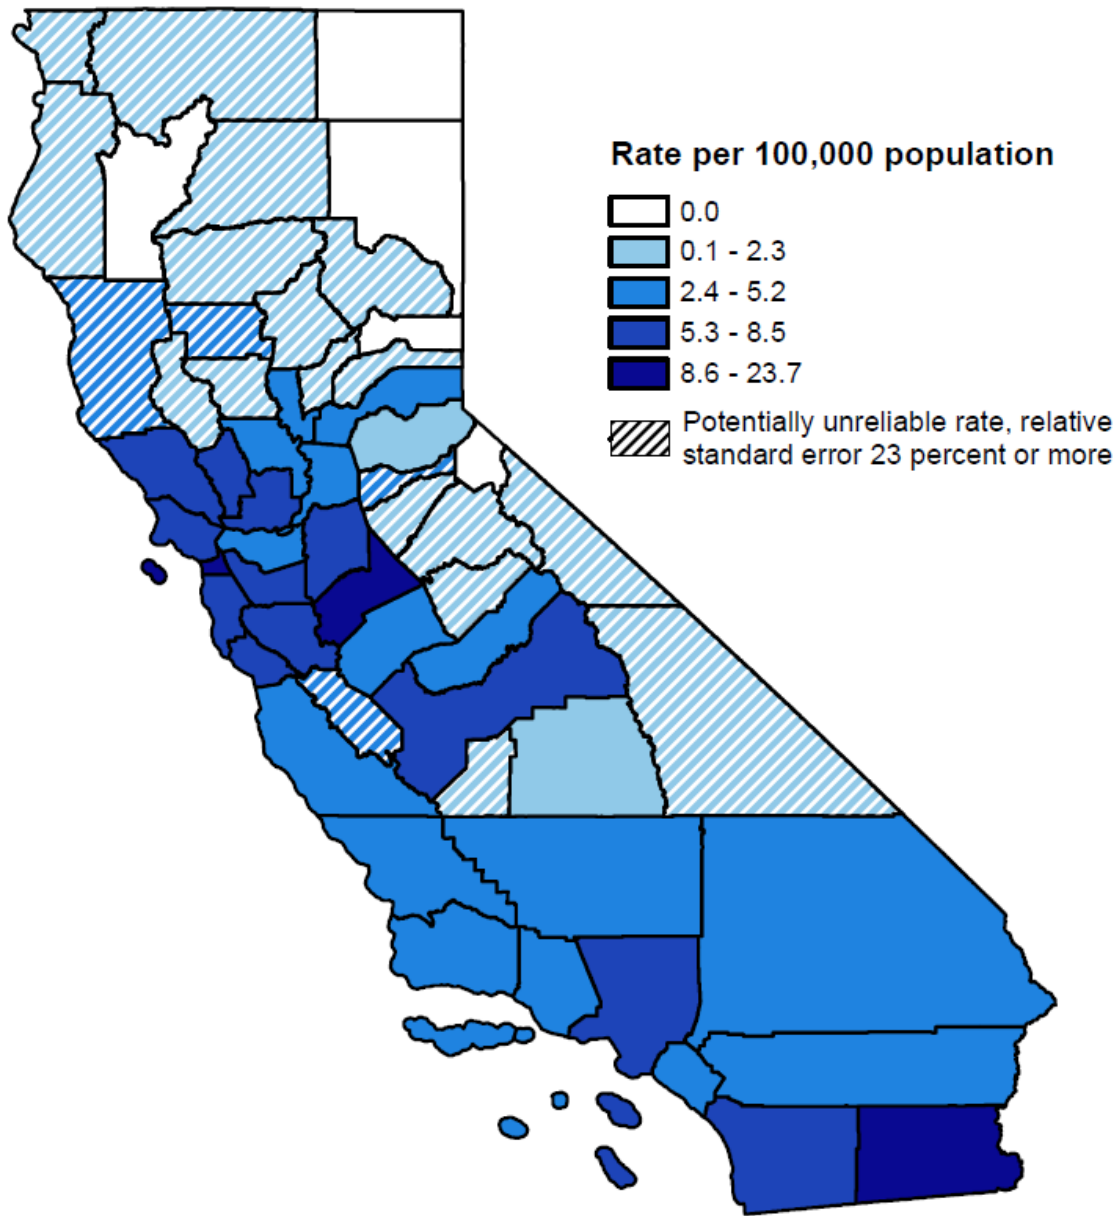 Rate per 100,000 population
0.0
0.1 - 2.3
2.4 - 5.2
5.3 - 8.5
8.6 - 23.7
Potentially unreliable rate, relative
standard error 23 percent or more